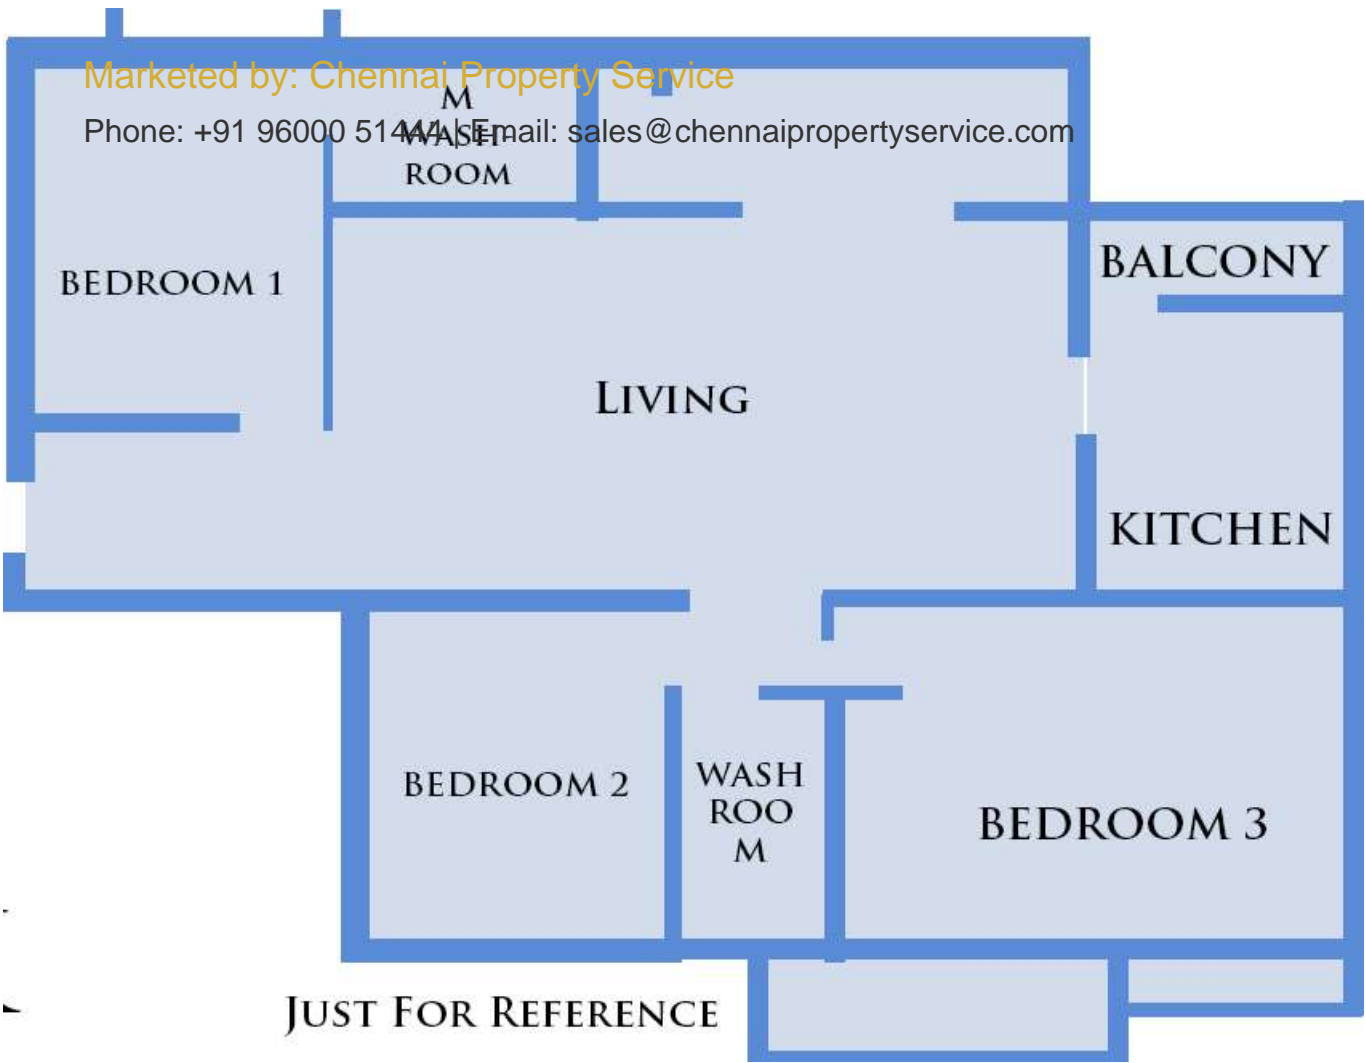 Marketed by: Chennai Property Service
M
WASH
ROOM
Phone: +91 96000 51444 | Email: sales@chennaipropertyservice.com
BALCONY
BEDROOM 1
LIVING
KITCHEN
BEDROOM 2
WASH
ROO
M
BEDROOM 3
JUST FOR REFERENCE